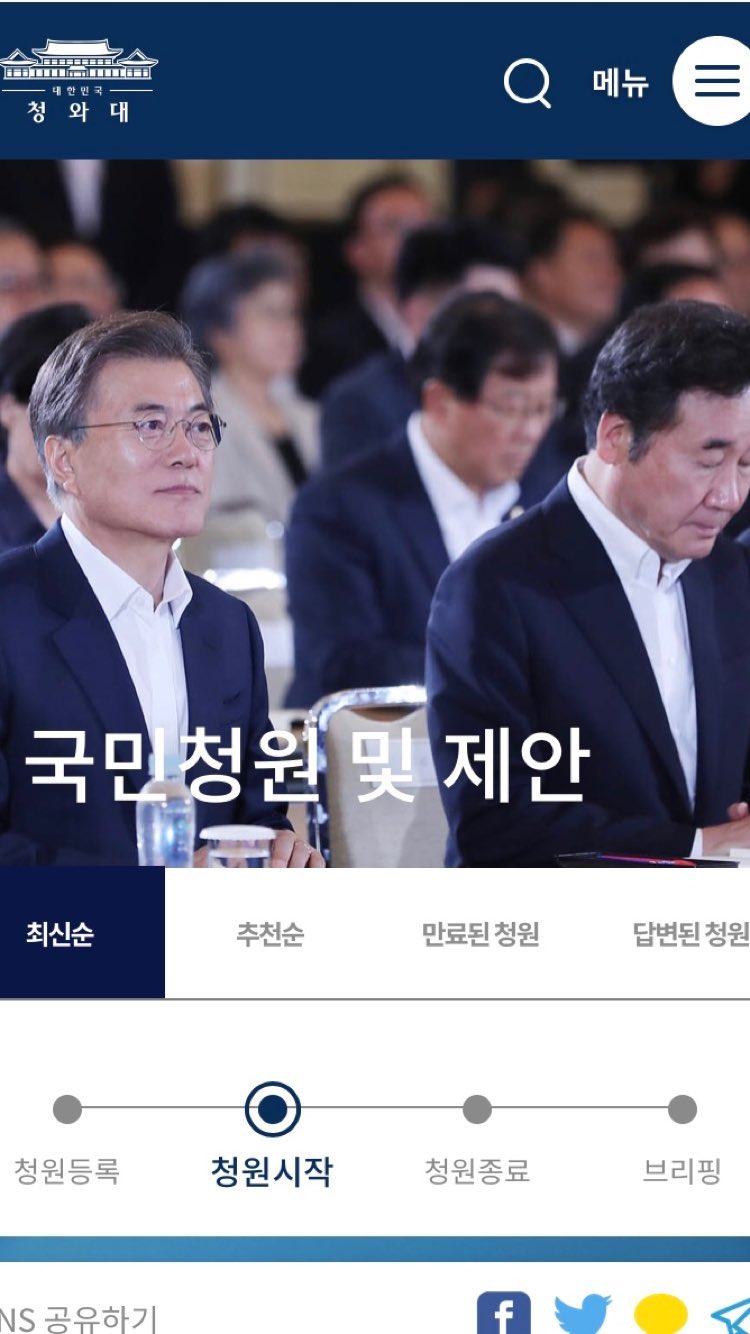 대한민국
청와대
메뉴
국민청원 및 제안
최신순 추천순 만료된 청원 답변된 청원
청원등록 청원시작 청원종료 브리핑
NS 공유하기